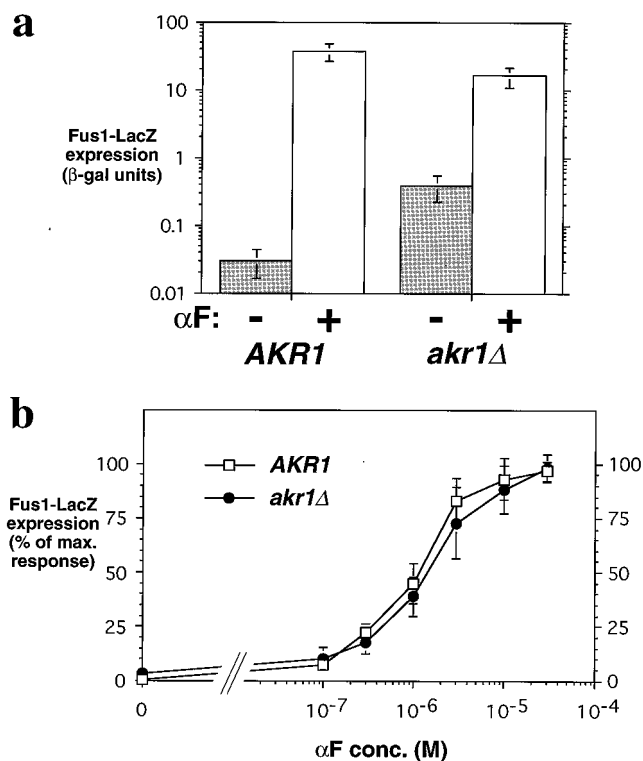 a
Fus1-LacZ
expression
(β-gal units)
100
10
1
0.1
0.01
αF: - + - +
AKR1 akr1Δ
b
Fus1-LacZ
expression
(% of max.
response)
100
75
50
25
0
AKR1
akr1Δ
100
75
50
25
0
0 10⁻⁷ 10⁻⁶ 10⁻⁵ 10⁻⁴
αF conc. (M)